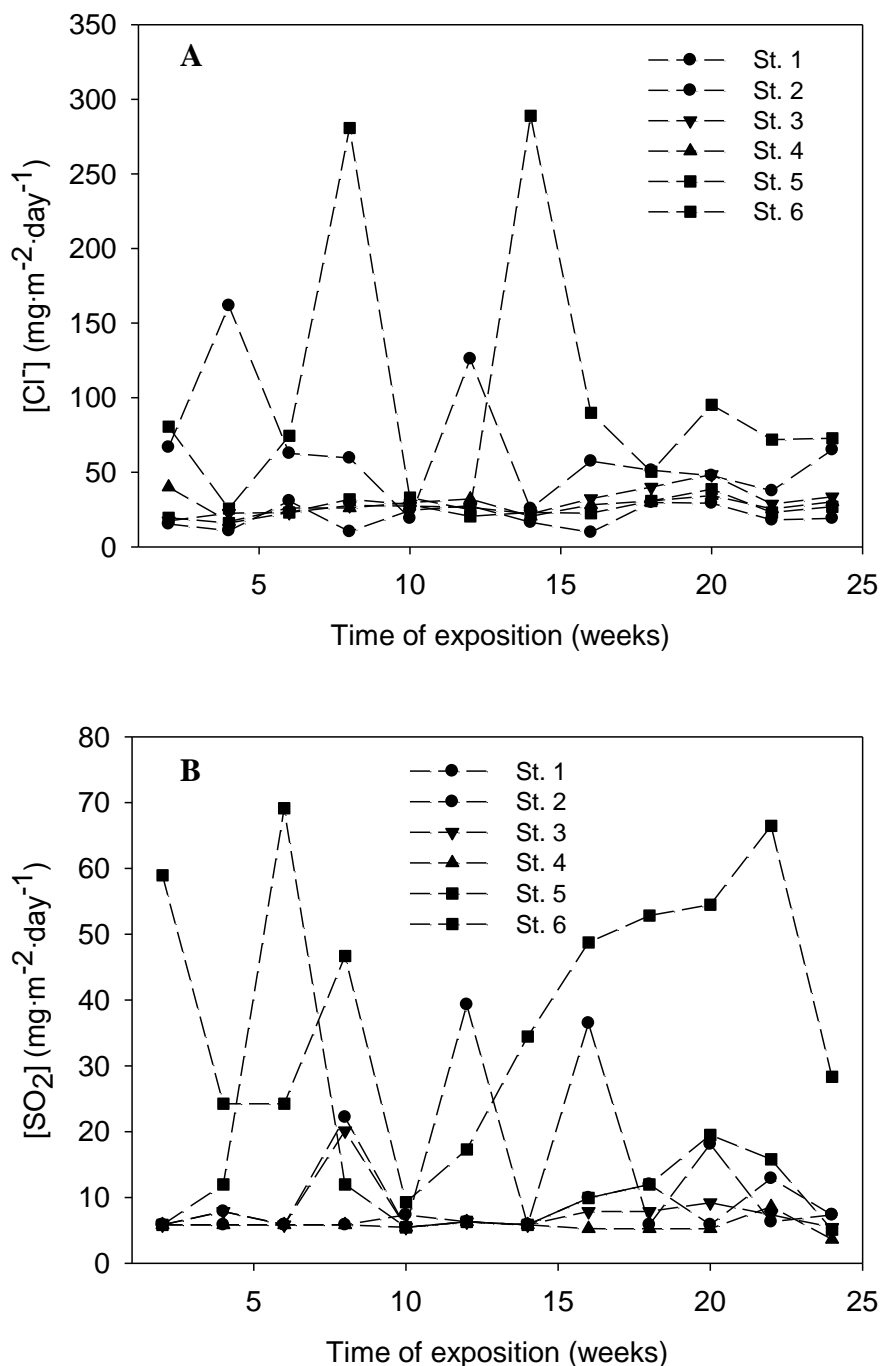 A
350
300
250
200
150
100
50
0
[Cl⁻] (mg·m⁻²·day⁻¹)
St. 1
St. 2
St. 3
St. 4
St. 5
St. 6
5 10 15 20 25
Time of exposition (weeks)
B
80
70
60
50
40
30
20
10
0
[SO₂] (mg·m⁻²·day⁻¹)
St. 1
St. 2
St. 3
St. 4
St. 5
St. 6
5 10 15 20 25
Time of exposition (weeks)